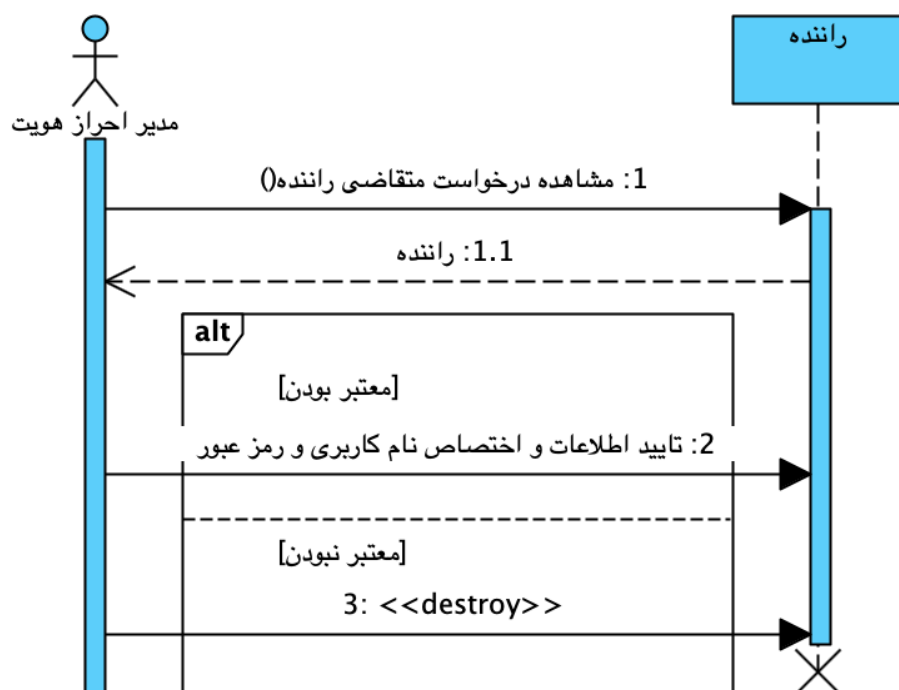 راننده
مدیر احراز هویت
1: مشاهده درخواست متقاضی راننده()
1.1: راننده
alt
[معتبر بودن]
2: تایید اطلاعات و اختصاص نام کاربری و رمز عبور
[معتبر نبودن]
3: <<destroy>>